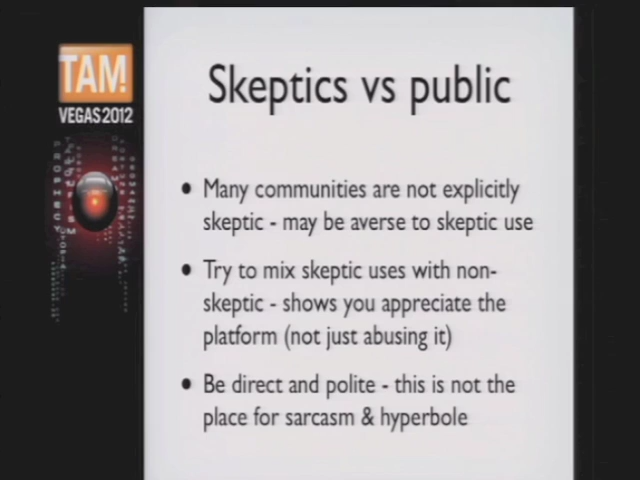 TAM!
VEGAS 2012
Skeptics vs public
• Many communities are not explicitly
skeptic - may be averse to skeptic use
• Try to mix skeptic uses with non-
skeptic - shows you appreciate the
platform (not just abusing it)
• Be direct and polite - this is not the
place for sarcasm & hyperbole